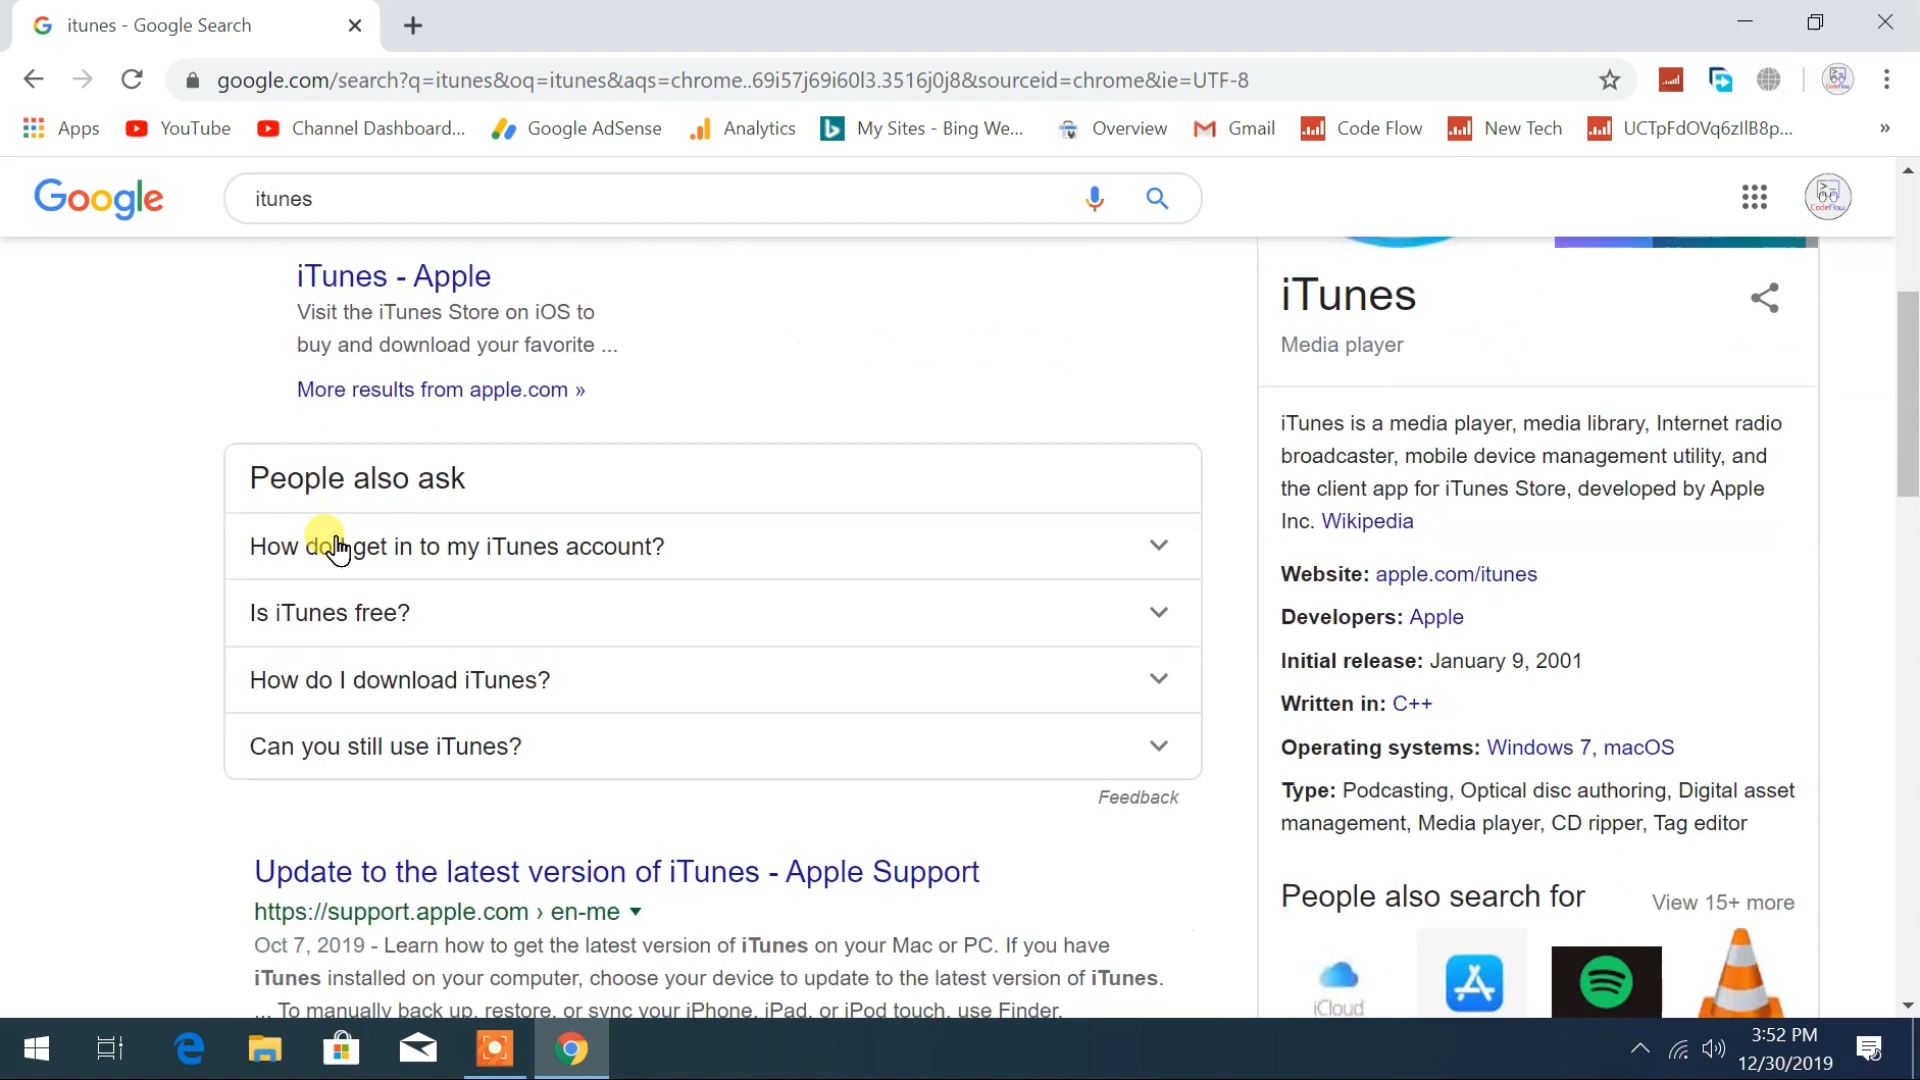 itunes - Google Search
google.com/search?q=itunes&oq=itunes&aqs=chrome..69i57j69i60l3.3516j0j8&sourceid=chrome&ie=UTF-8
Apps YouTube Channel Dashboard... Google AdSense Analytics My Sites - Bing We... Overview Gmail Code Flow New Tech UCTpFdOVq6zIlB8p... »
Google itunes
iTunes - Apple
Visit the iTunes Store on iOS to
buy and download your favorite ...
More results from apple.com »
People also ask
How do I get in to my iTunes account?
Is iTunes free?
How do I download iTunes?
Can you still use iTunes?
Feedback
Update to the latest version of iTunes - Apple Support
https://support.apple.com › en-me
Oct 7, 2019 - Learn how to get the latest version of iTunes on your Mac or PC. If you have
iTunes installed on your computer, choose your device to update to the latest version of iTunes.
... To manually back up, restore, or sync your iPhone, iPad, or iPod touch, use Finder.
iTunes
Media player
iTunes is a media player, media library, Internet radio
broadcaster, mobile device management utility, and
the client app for iTunes Store, developed by Apple
Inc. Wikipedia
Website: apple.com/itunes
Developers: Apple
Initial release: January 9, 2001
Written in: C++
Operating systems: Windows 7, macOS
Type: Podcasting, Optical disc authoring, Digital asset
management, Media player, CD ripper, Tag editor
People also search for View 15+ more
iCloud
3:52 PM
12/30/2019